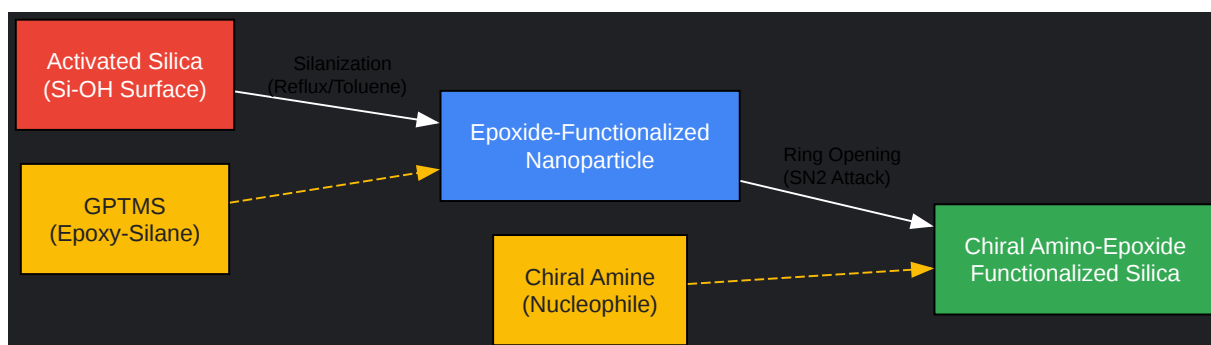 Activated Silica
(Si-OH Surface)
Silanization
(Reflux/Toluene)
GPTMS
(Epoxy-Silane)
Epoxide-Functionalized
Nanoparticle
Ring Opening
(SN2 Attack)
Chiral Amine
(Nucleophile)
Chiral Amino-Epoxide
Functionalized Silica